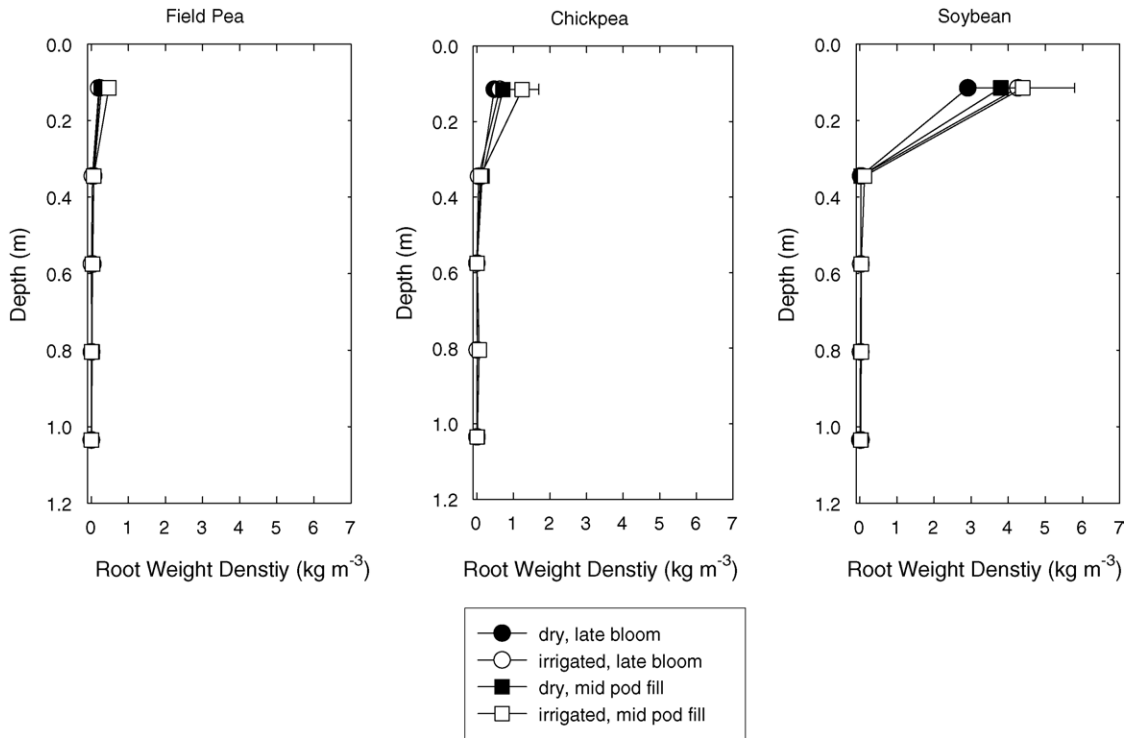 Field Pea
0.0
0.2
0.4
0.6
0.8
1.0
1.2
Depth (m)
0 1 2 3 4 5 6 7
Root Weight Denstiy (kg m⁻³)
Chickpea
0.0
0.2
0.4
0.6
0.8
1.0
1.2
Depth (m)
0 1 2 3 4 5 6 7
Root Weight Denstiy (kg m⁻³)
Soybean
0.0
0.2
0.4
0.6
0.8
1.0
1.2
Depth (m)
0 1 2 3 4 5 6 7
Root Weight Denstiy (kg m⁻³)
dry, late bloom
irrigated, late bloom
dry, mid pod fill
irrigated, mid pod fill